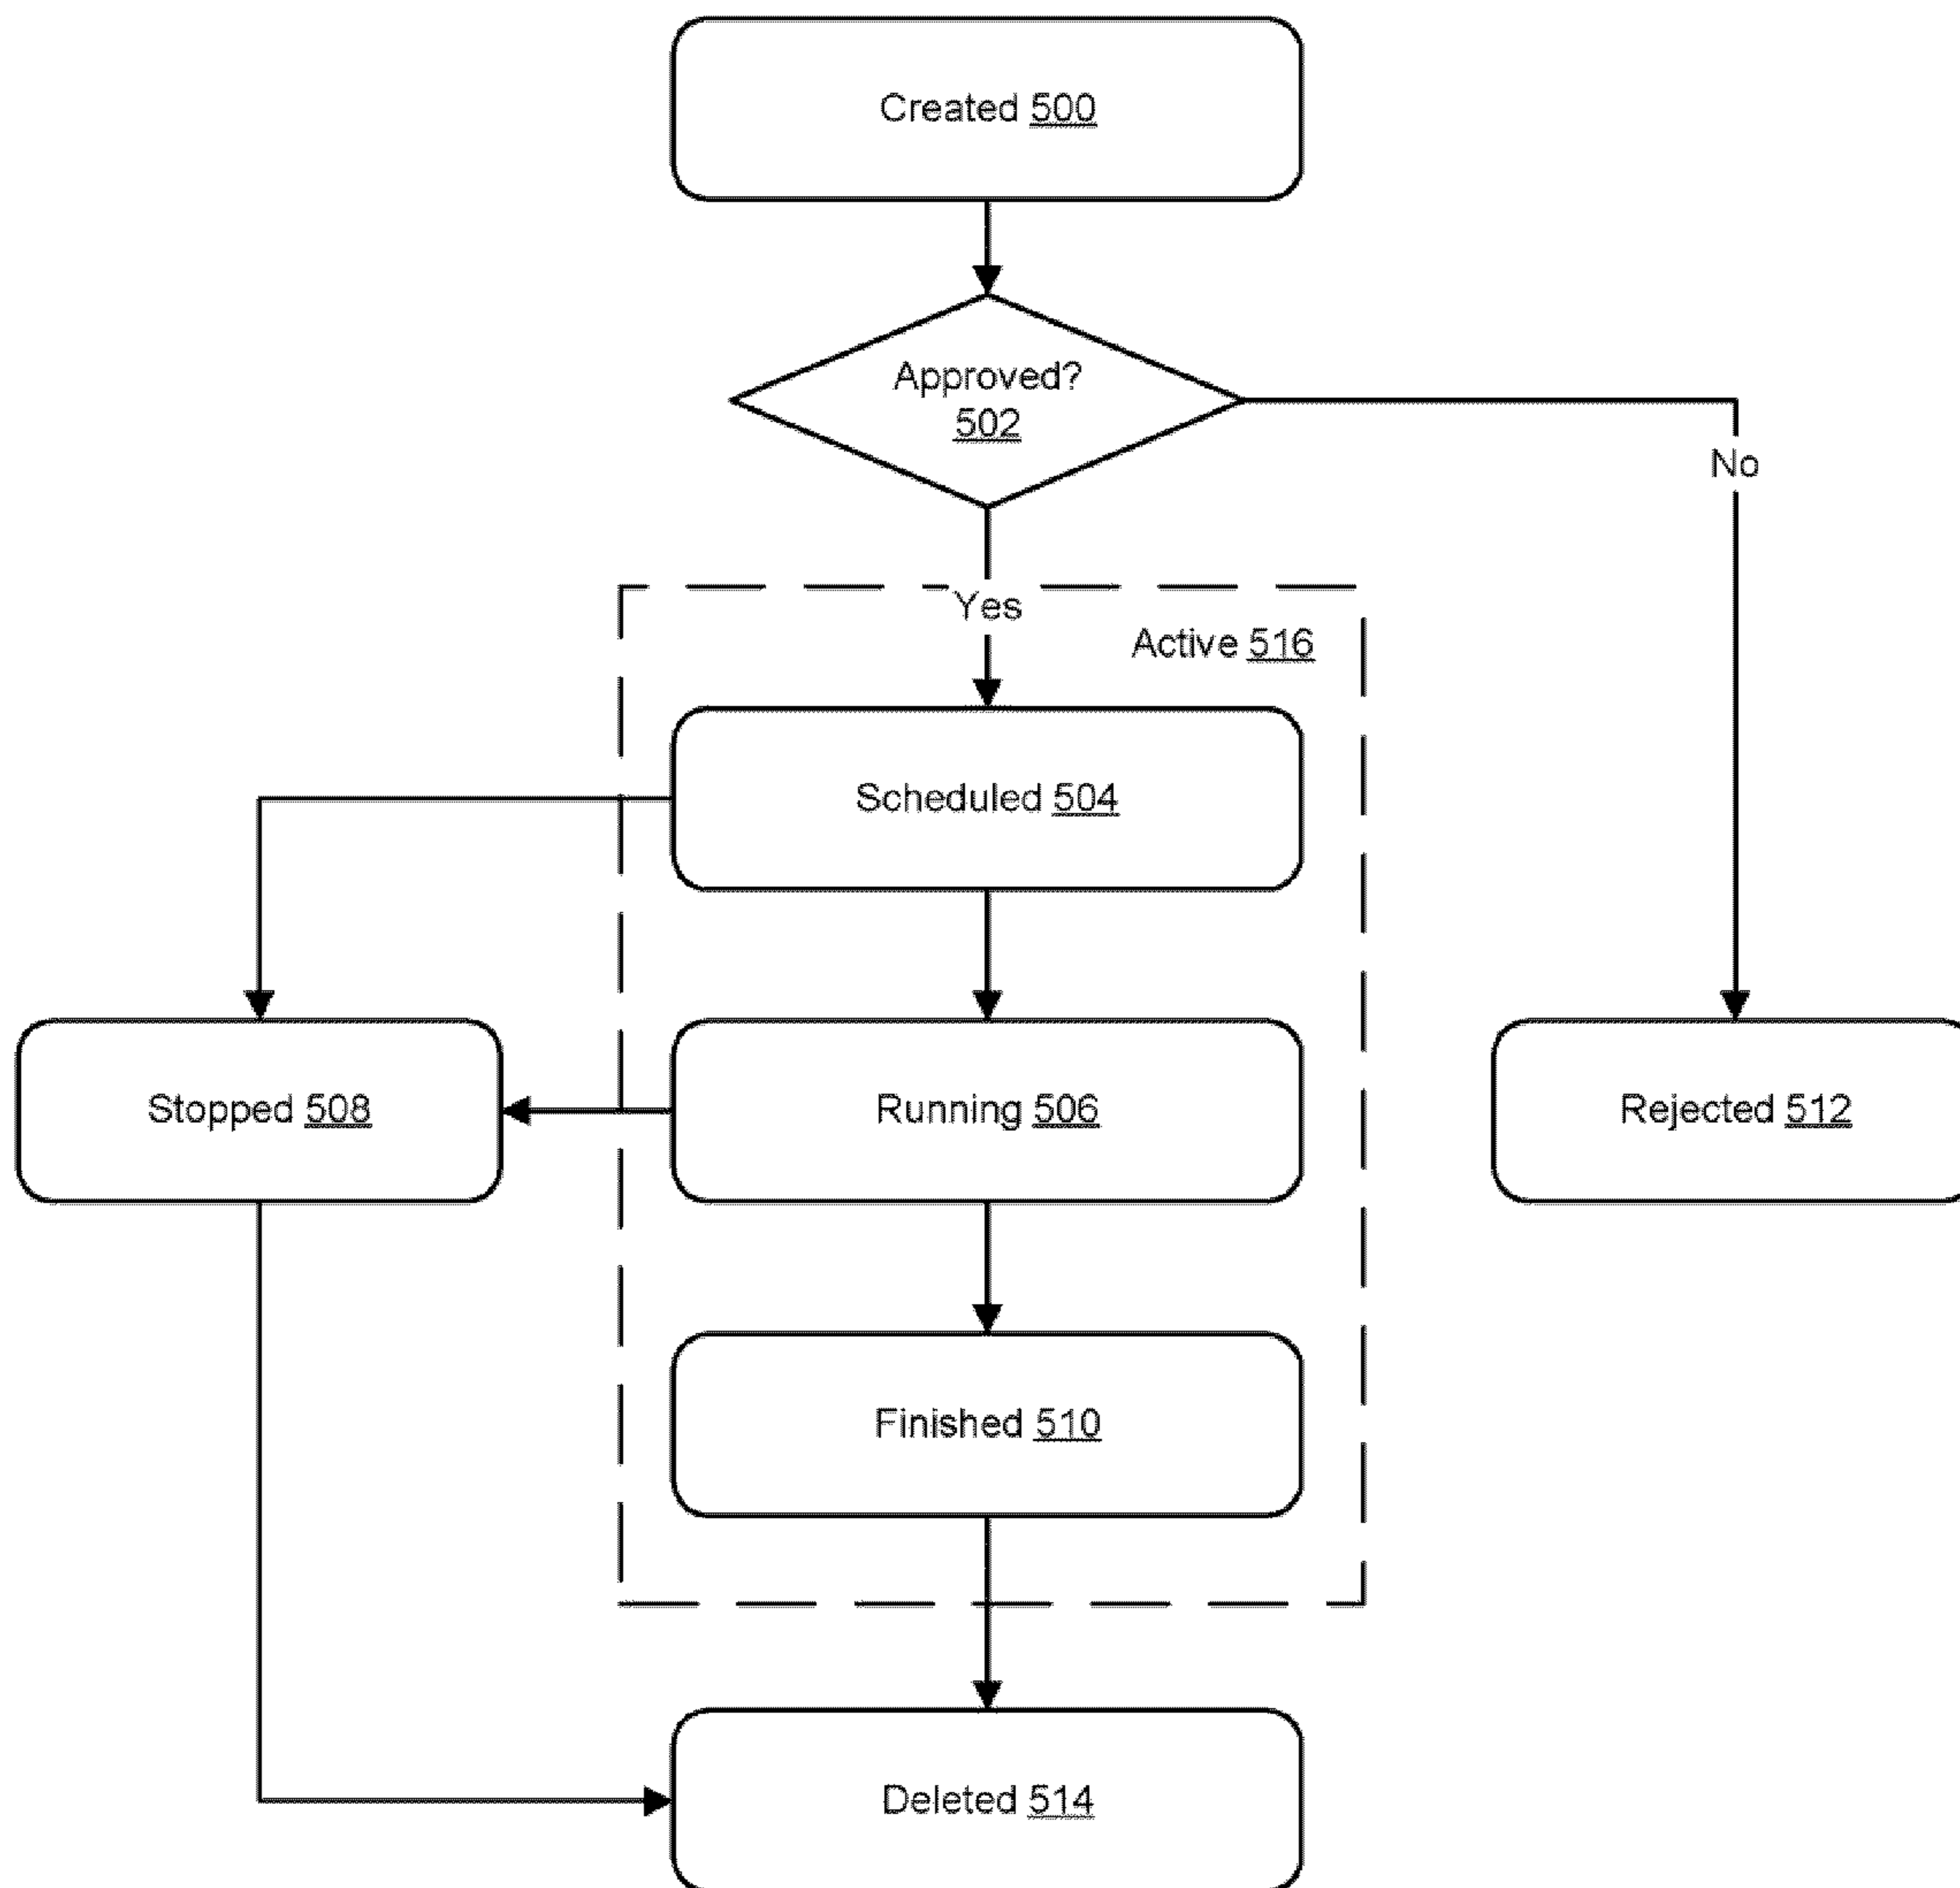 Created 500
Approved?
502
No
Yes
Active 516
Scheduled 504
Stopped 508
Running 506
Rejected 512
Finished 510
Deleted 514